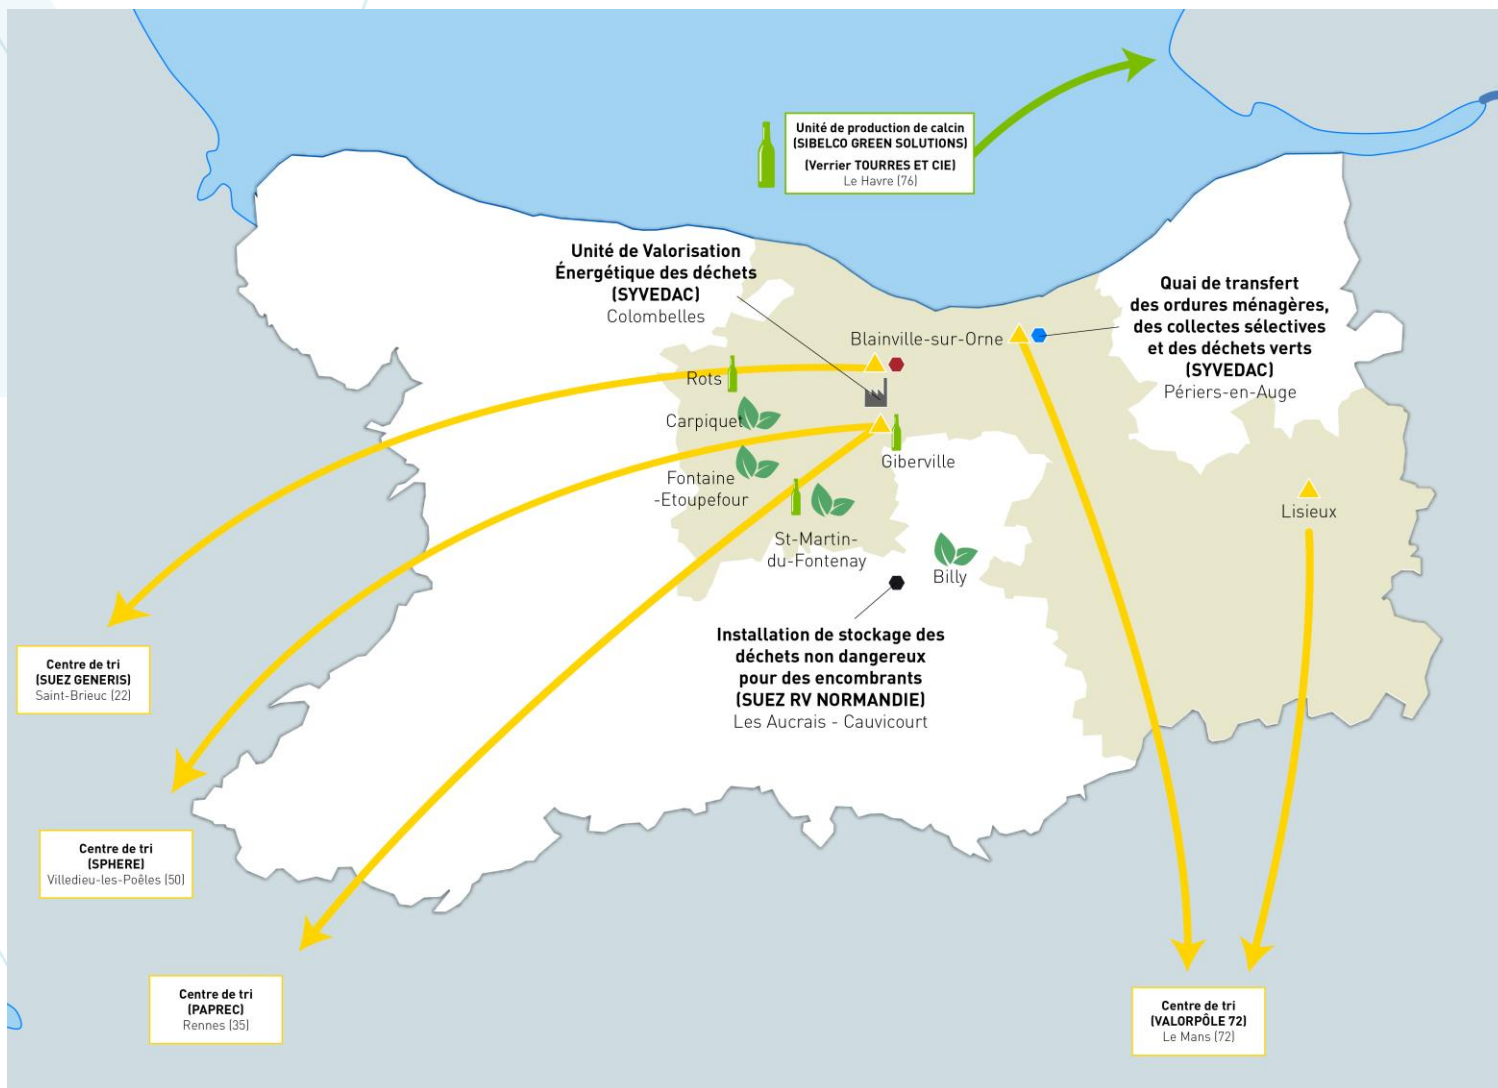 Unité de production de calcin
(SIBELCO GREEN SOLUTIONS)
(Verrier TOURRES ET CIE)
Le Havre (76)
Unité de Valorisation
Énergétique des déchets
(SYVEDAC)
Colombelles
Quai de transfert
des ordures ménagères,
des collectes sélectives
et des déchets verts
(SYVEDAC)
Périers-en-Auge
Blainville-sur-Orne
Rots
Carpiquet
Giberville
Fontaine
-Etoupefour
Lisieux
St-Martin-
du-Fontenay
Billy
Installation de stockage des
déchets non dangereux
pour des encombrants
(SUEZ RV NORMANDIE)
Les Aucrais - Cauvicourt
Centre de tri
(SUEZ GENERIS)
Saint-Brieuc (22)
Centre de tri
(SPHERE)
Villedieu-les-Poêles (50)
Centre de tri
(PAPREC)
Rennes (35)
Centre de tri
(VALORPÔLE 72)
Le Mans (72)